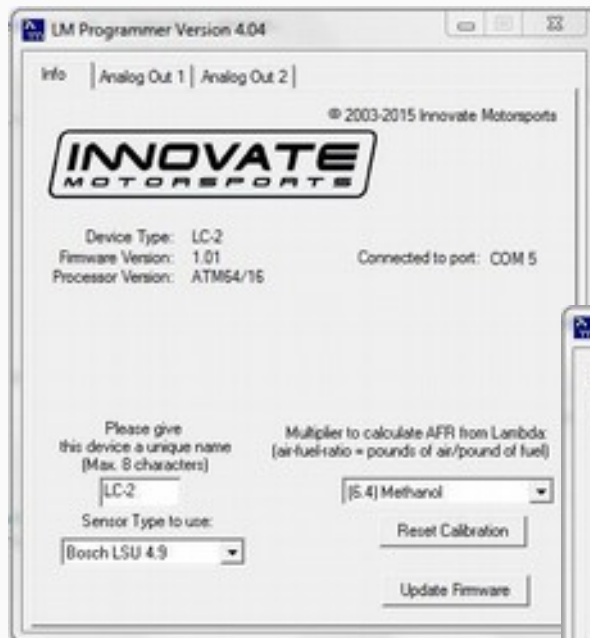 LM Programmer Version 4.04
Info
Analog Out 1
Analog Out 2
© 2003-2015 Innovate Motorsports
INNOVATE
MOTORSPORTS
Device Type: LC-2
Firmware Version: 1.01
Connected to port: COM 5
Processor Version: ATM64/16
Please give
this device a unique name
(Max. 8 characters)
LC-2
Sensor Type to use:
Bosch LSU 4.9
Multiplier to calculate AFR from Lambda:
(air-fuel-ratio = pounds of air/pound of fuel)
(6.4) Methanol
Reset Calibration
Update Firmware